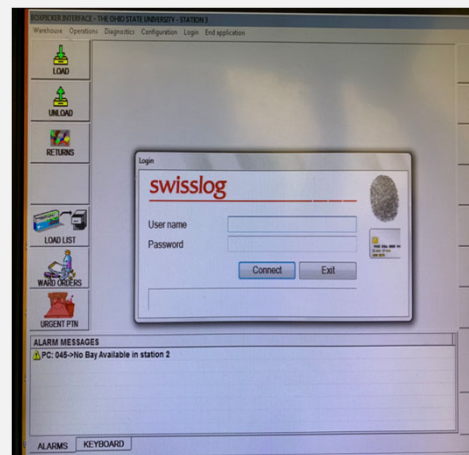 BOXPICKER INTERFACE - THE OHIO STATE UNIVERSITY - STATION 3
Warehouse Operations Diagnostics Configuration Login End application
LOAD
UNLOAD
RETURNS
LOAD LIST
WARD ORDERS
URGENT PTN
Login
swisslog
User name
Password
Connect Exit
ALARM MESSAGES
PC: 045->No Bay Available in station 2
ALARMS KEYBOARD